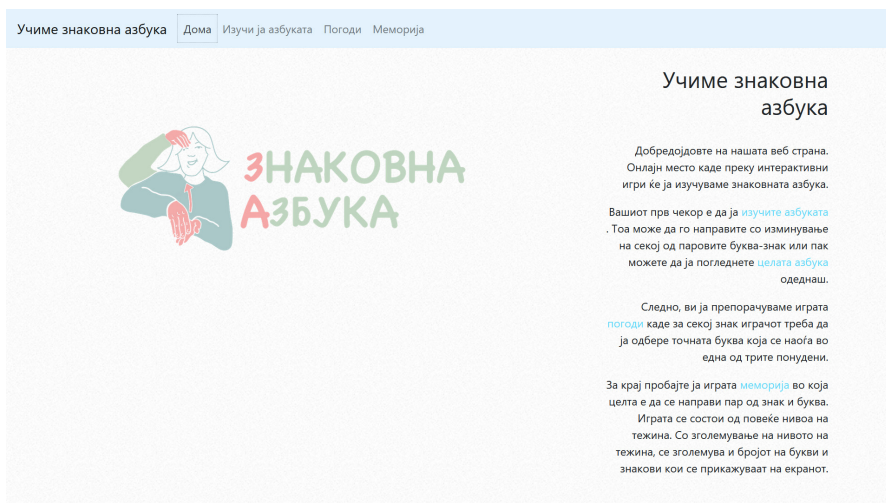 Учиме знаковна азбука Дома Изучи ја азбуката Погоди Меморија
ЗНАКОВНА
АЗБУКА
Учиме знаковна
азбука
Добредојдовте на нашата веб страна.
Онлајн место каде преку интерактивни
игри ќе ја изучуваме знаковната азбука.
Вашиот прв чекор е да ја изучите азбуката
. Тоа може да го направите со изминување
на секој од паровите буква-знак или пак
можете да ја погледнете целата азбука
одеднаш.
Следно, ви ја препорачуваме играта
погоди каде за секој знак играчот треба да
ја одбере точната буква која се наоѓа во
една од трите понудени.
За крај пробајте ја играта меморија во која
целта е да се направи пар од знак и буква.
Играта се состои од повеќе нивоа на
тежина. Со зголемување на нивото на
тежина, се зголемува и бројот на букви и
знакови кои се прикажуваат на екранот.